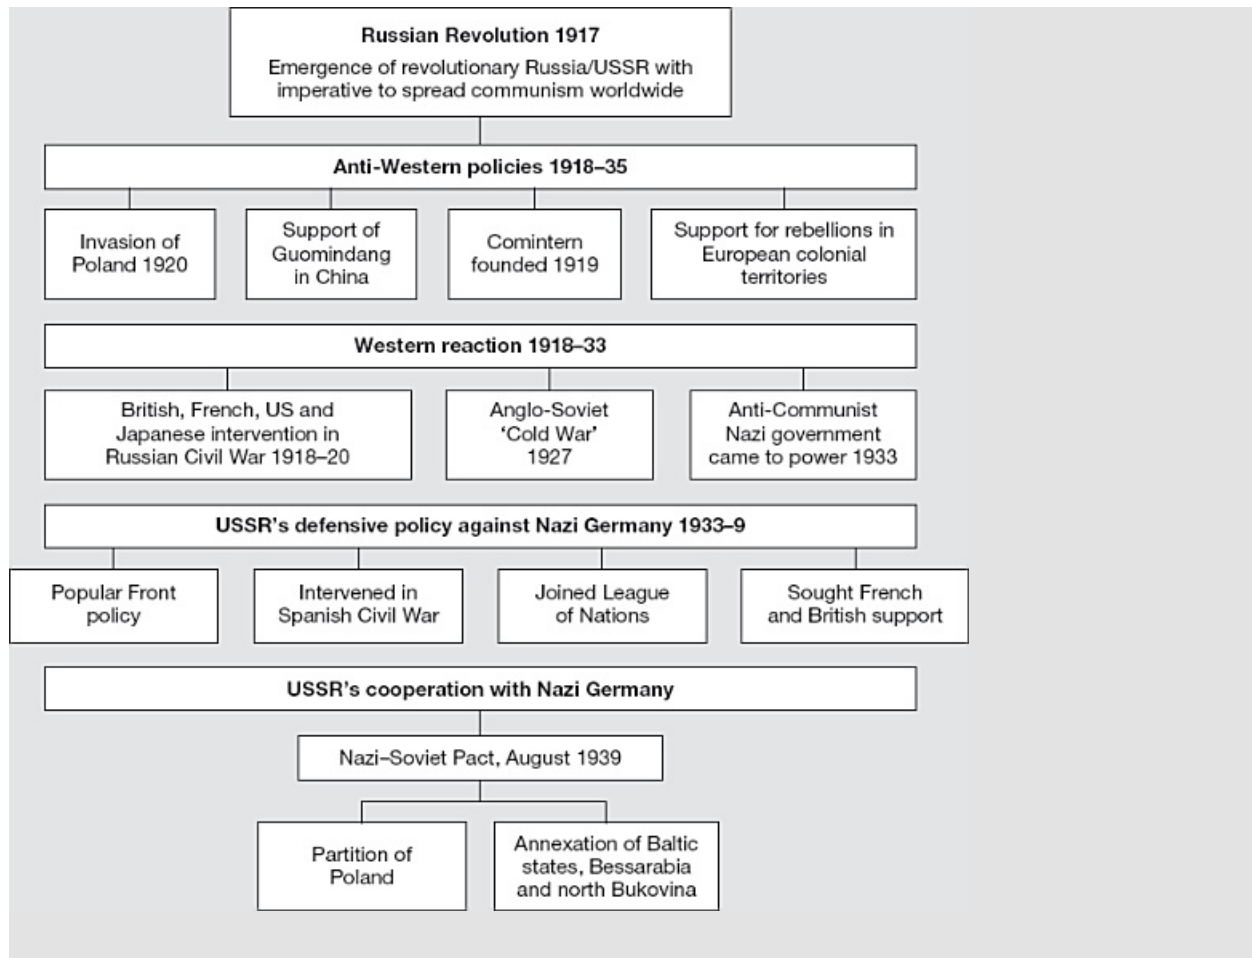 Russian Revolution 1917
Emergence of revolutionary Russia/USSR with
imperative to spread communism worldwide
Anti-Western policies 1918–35
Invasion of
Poland 1920
Support of
Guomindang
in China
Comintern
founded 1919
Support for rebellions in
European colonial
territories
Western reaction 1918–33
British, French, US and
Japanese intervention in
Russian Civil War 1918–20
Anglo-Soviet
‘Cold War’
1927
Anti-Communist
Nazi government
came to power 1933
USSR’s defensive policy against Nazi Germany 1933–9
Popular Front
policy
Intervened in
Spanish Civil War
Joined League
of Nations
Sought French
and British support
USSR’s cooperation with Nazi Germany
Nazi–Soviet Pact, August 1939
Partition of
Poland
Annexation of Baltic
states, Bessarabia
and north Bukovina